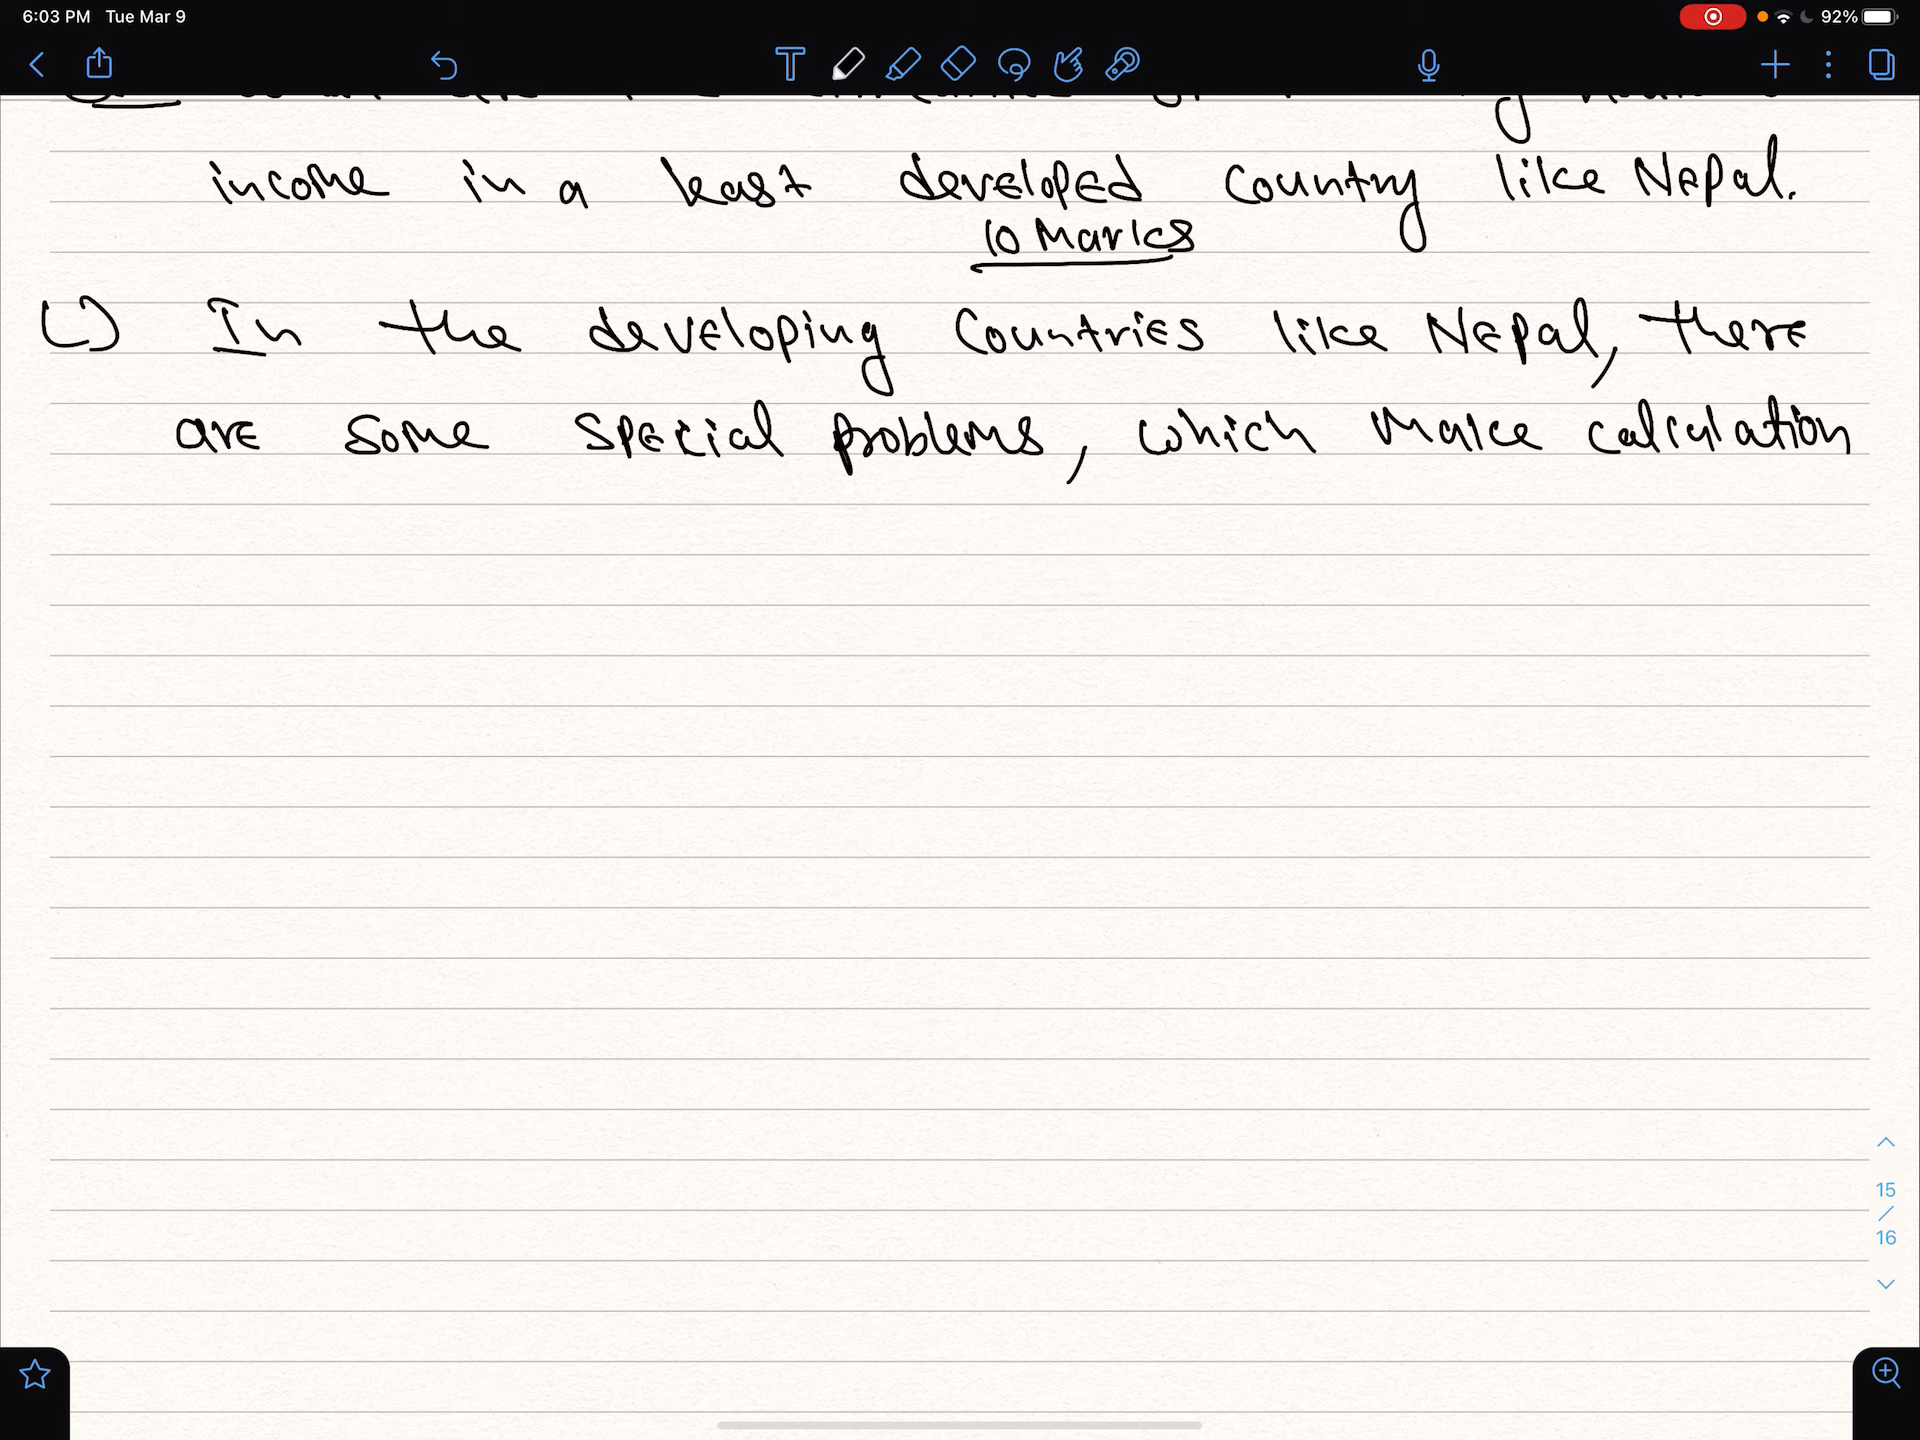 6:03 PM Tue Mar 9 92%
income in a least developed country like Nepal.
10 Marks
In the developing countries like Nepal, there
are some special problems, which make calculation
15
/
16